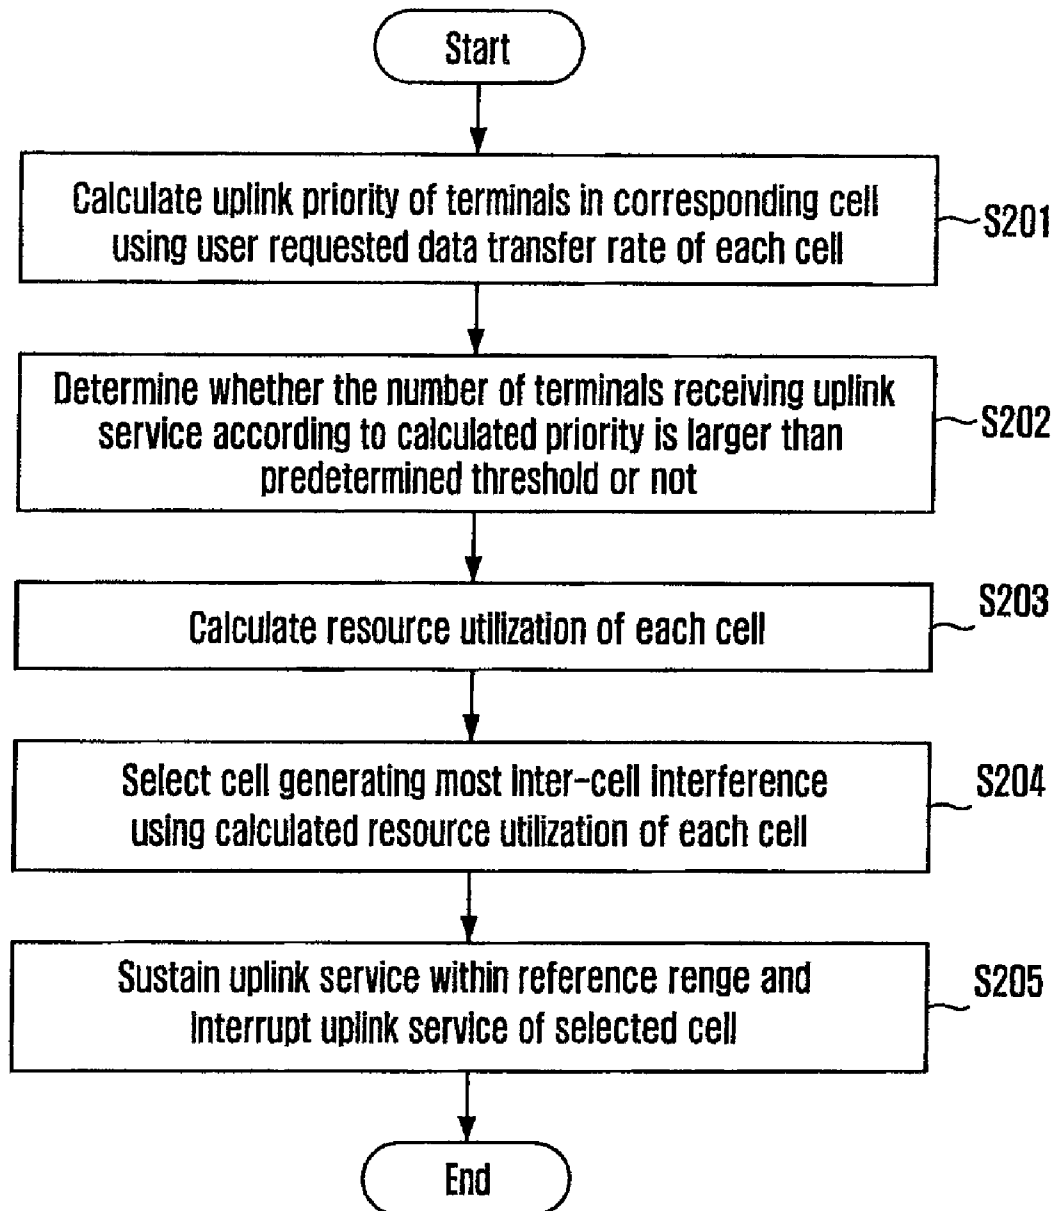 Start
Calculate uplink priority of terminals in corresponding cell
using user requested data transfer rate of each cell
S201
Determine whether the number of terminals receiving uplink
service according to calculated priority is larger than
predetermined threshold or not
S202
Calculate resource utilization of each cell
S203
Select cell generating most inter-cell interference
using calculated resource utilization of each cell
S204
Sustain uplink service within reference renge and
interrupt uplink service of selected cell
S205
End